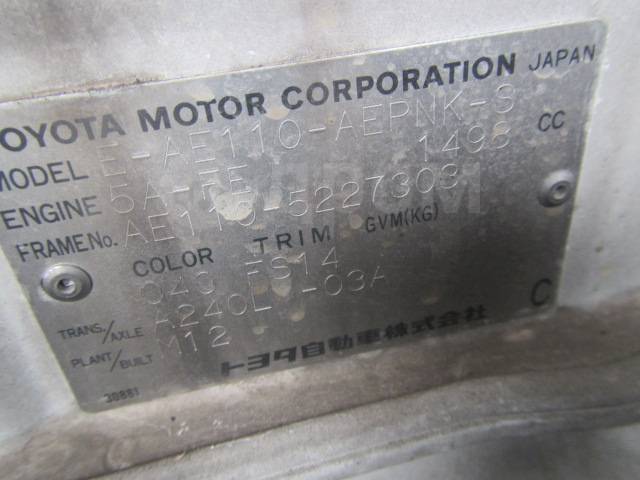 TOYOTA MOTOR CORPORATION JAPAN
MODEL E-AE110-AEPNK-S
ENGINE 5A-FE 1498 CC
FRAME No. AE110-5227303
COLOR TRIM GVM(KG)
040 FS14
TRANS./AXLE A240L -03A
PLANT/BUILT M12
トヨタ自動車株式会社 C
30881